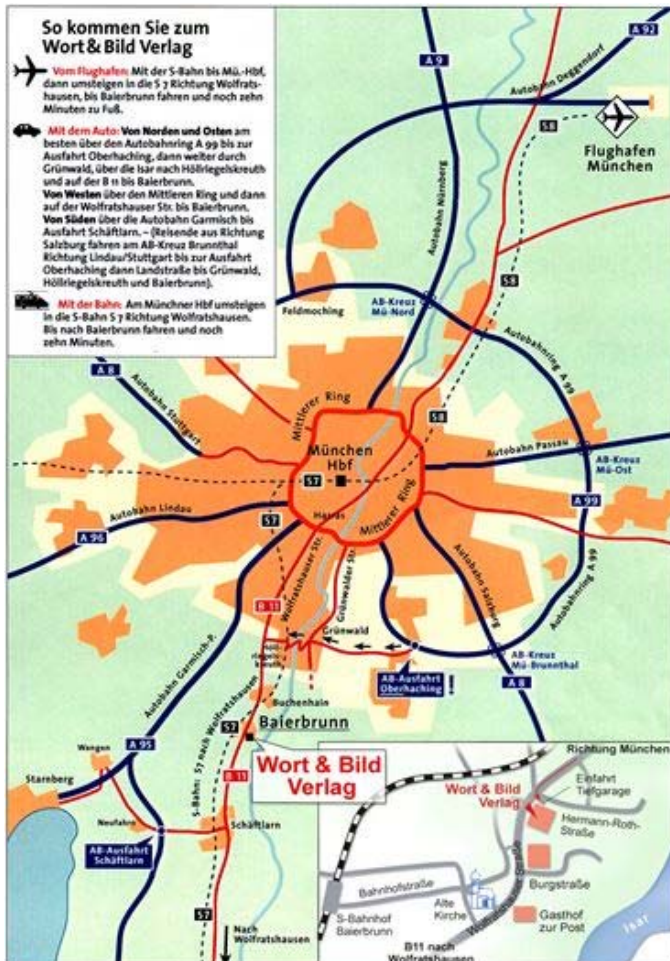 So kommen Sie zum
Wort & Bild Verlag
Vom Flughafen: Mit der S-Bahn bis Mü.-Hbf,
dann umsteigen in die S 7 Richtung Wolfrats-
hausen, bis Baierbrunn fahren und noch zehn
Minuten zu Fuß.
Mit dem Auto: Von Norden und Osten am
besten über den Autobahnring A 99 bis zur
Ausfahrt Oberhaching, dann weiter durch
Grünwald, über die Isar nach Höllriegelskreuth
und auf der B 11 bis Baierbrunn.
Von Westen über den Mittleren Ring und dann
auf der Wolfratshauser Str. bis Baierbrunn.
Von Süden über die Autobahn Garmisch bis
Ausfahrt Schäftlarn. – (Reisende aus Richtung
Salzburg fahren am AB-Kreuz Brunnthal
Richtung Lindau/Stuttgart bis zur Ausfahrt
Oberhaching dann Landstraße bis Grünwald,
Höllriegelskreuth und Baierbrunn).
Mit der Bahn: Am Münchner Hbf umsteigen
in die S-Bahn S 7 Richtung Wolfratshausen.
Bis nach Baierbrunn fahren und noch
zehn Minuten.
A 9
A 92
Autobahn Deggendorf
S8
Flughafen
München
Autobahn Nürnberg
S8
Feldmoching
AB-Kreuz
Mü-Nord
Autobahnring A 99
A 8
Autobahn Stuttgart
Mittlerer Ring
S8
München
Hbf
S7
Autobahn Passau
AB-Kreuz
Mü-Ost
S7
Autobahn Lindau
A 96
Harras
Mittlerer Ring
A 99
Wolfratshauser Str.
Grünwalder Str.
Autobahn Salzburg
Autobahnring A 99
B 11
Grünwald
Höll-
riegels-
kreuth
AB-Ausfahrt
Oberhaching
AB-Kreuz
Mü-Brunnthal
A 8
Autobahn Garmisch-P.
Buchenhain
S7
Baierbrunn
S-Bahn: S7 nach Wolfratshausen
A 95
Wangen
Starnberg
B 11
Wort & Bild
Verlag
Neufahrn
Schäftlarn
AB-Ausfahrt
Schäftlarn
S7
Nach
Wolfratshausen
Richtung München
Wort & Bild
Verlag
Einfahrt
Tiefgarage
Hermann-Roth-
Straße
Bahnhofstraße
Burgstraße
Alte
Kirche
Wolfratshauser Straße
S-Bahnhof
Baierbrunn
Gasthof
zur Post
Isar
B11 nach
Wolfratshausen